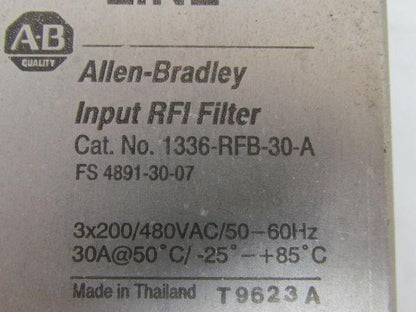 LINE
A-B
QUALITY
Allen-Bradley
Input RFI Filter
Cat. No. 1336-RFB-30-A
FS 4891-30-07
3x200/480VAC/50-60Hz
30A@50°C/ -25°-+85°C
Made in Thailand T9623A